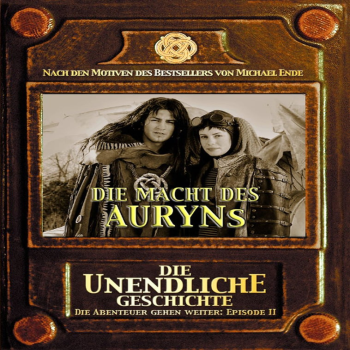 NACH DEN MOTIVEN DES BESTSELLERS VON MICHAEL ENDE
DIE MACHT DES
AURYNS
DIE
UNENDLICHE
GESCHICHTE
DIE ABENTEUER GEHEN WEITER: EPISODE II